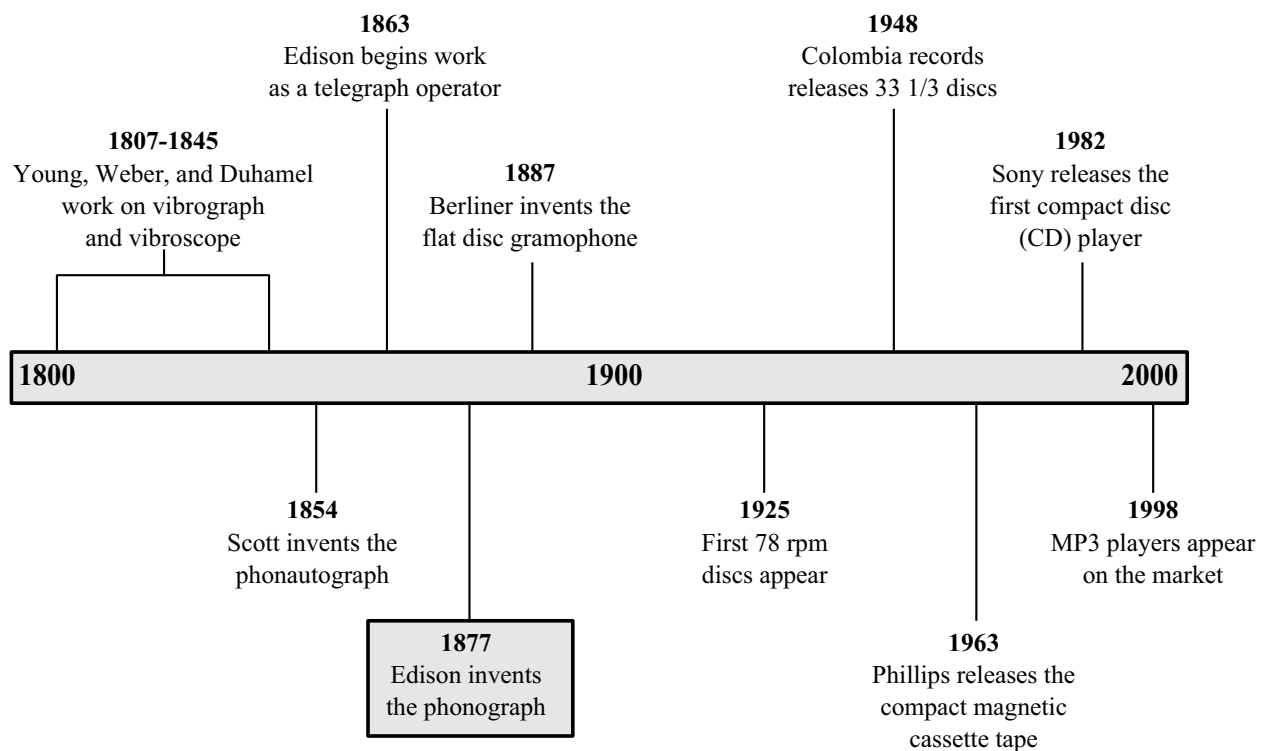 1863
Edison begins work
as a telegraph operator
1948
Colombia records
releases 33 1/3 discs
1807-1845
Young, Weber, and Duhamel
work on vibrograph
and vibroscope
1887
Berliner invents the
flat disc gramophone
1982
Sony releases the
first compact disc
(CD) player
1800
1900
2000
1854
Scott invents the
phonautograph
1877
Edison invents
the phonograph
1925
First 78 rpm
discs appear
1963
Phillips releases the
compact magnetic
cassette tape
1998
MP3 players appear
on the market